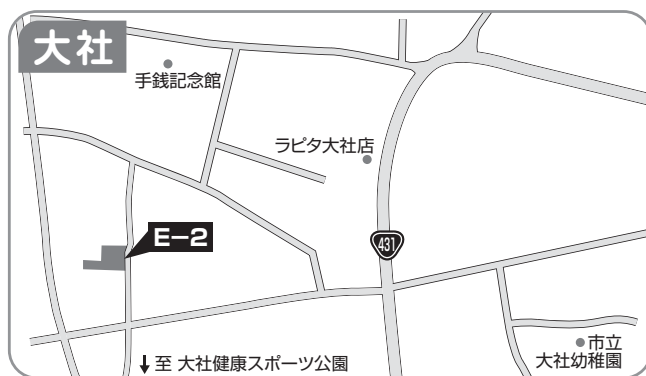 大社
手銭記念館
ラピタ大社店
E-2
431
市立
大社幼稚園
↓至 大社健康スポーツ公園